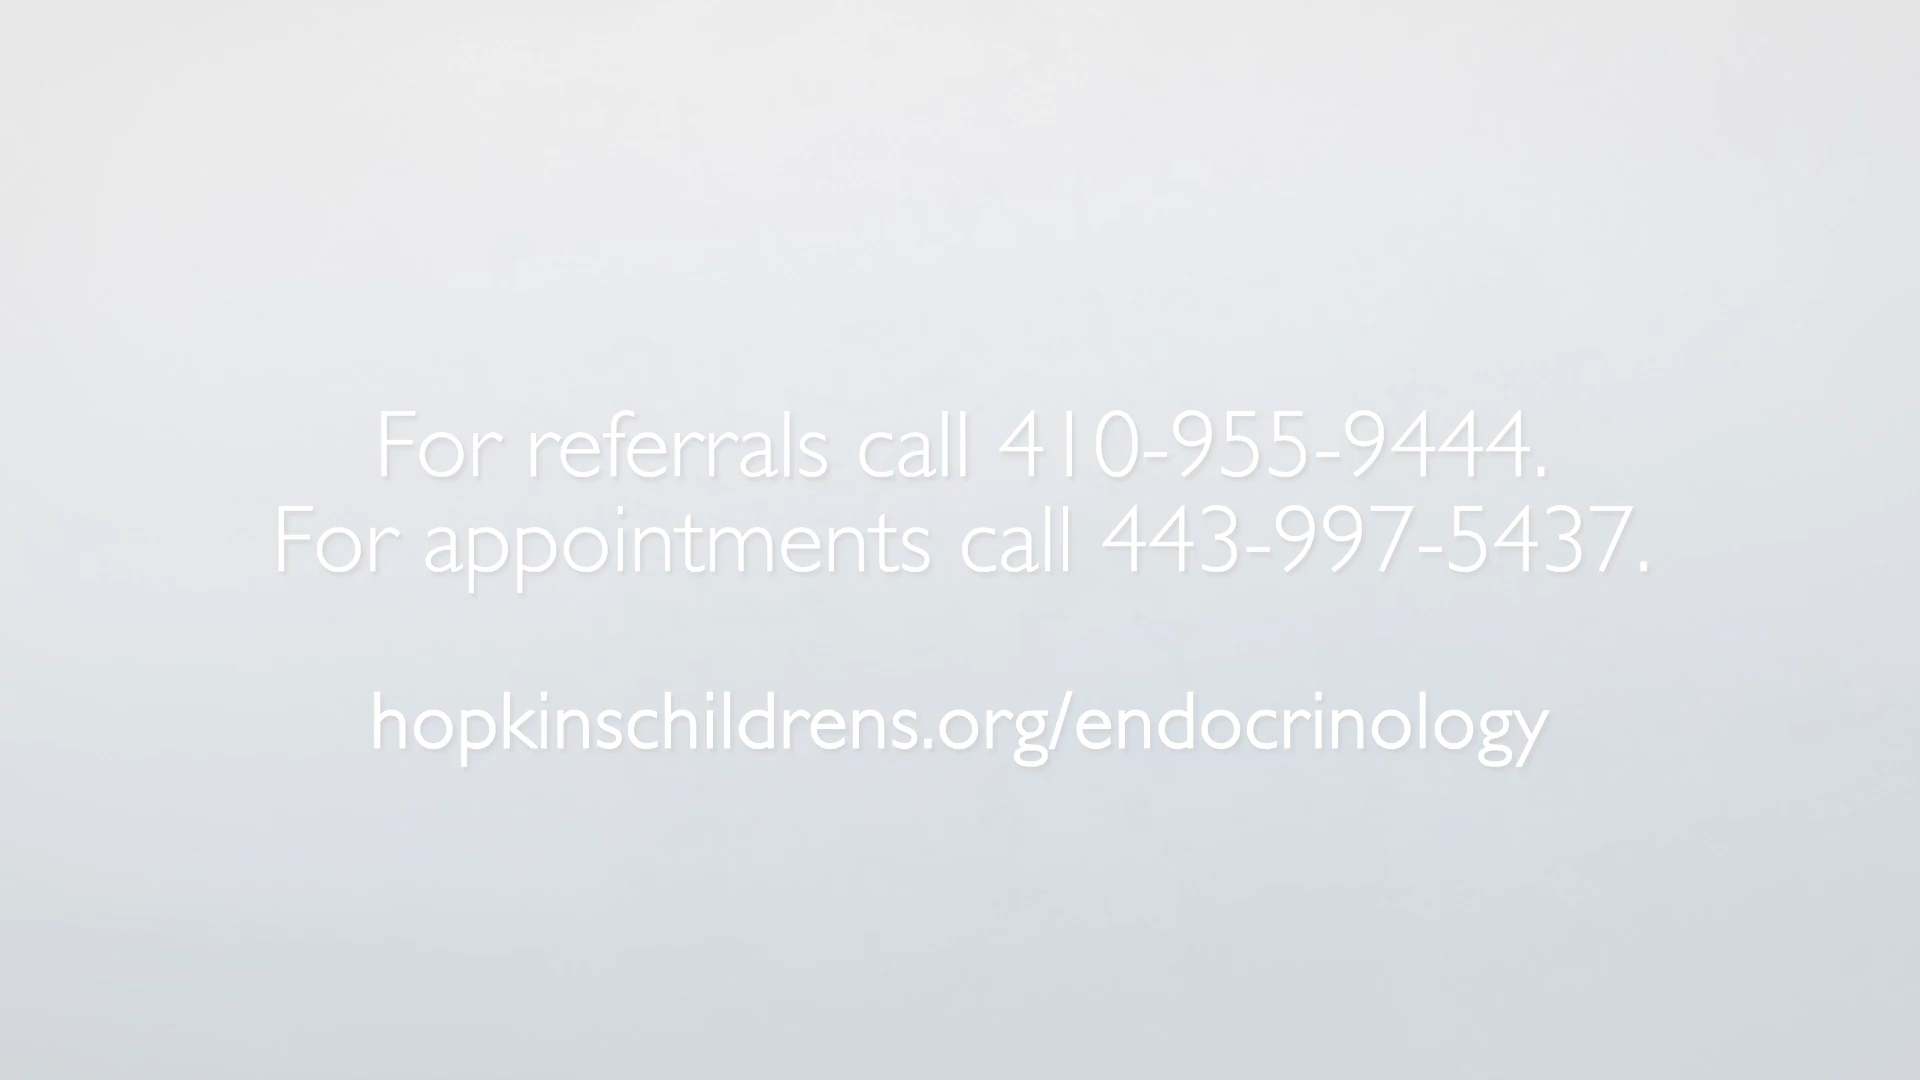 For referrals call 410-955-9444.
For appointments call 443-997-5437.
hopkinschildrens.org/endocrinology